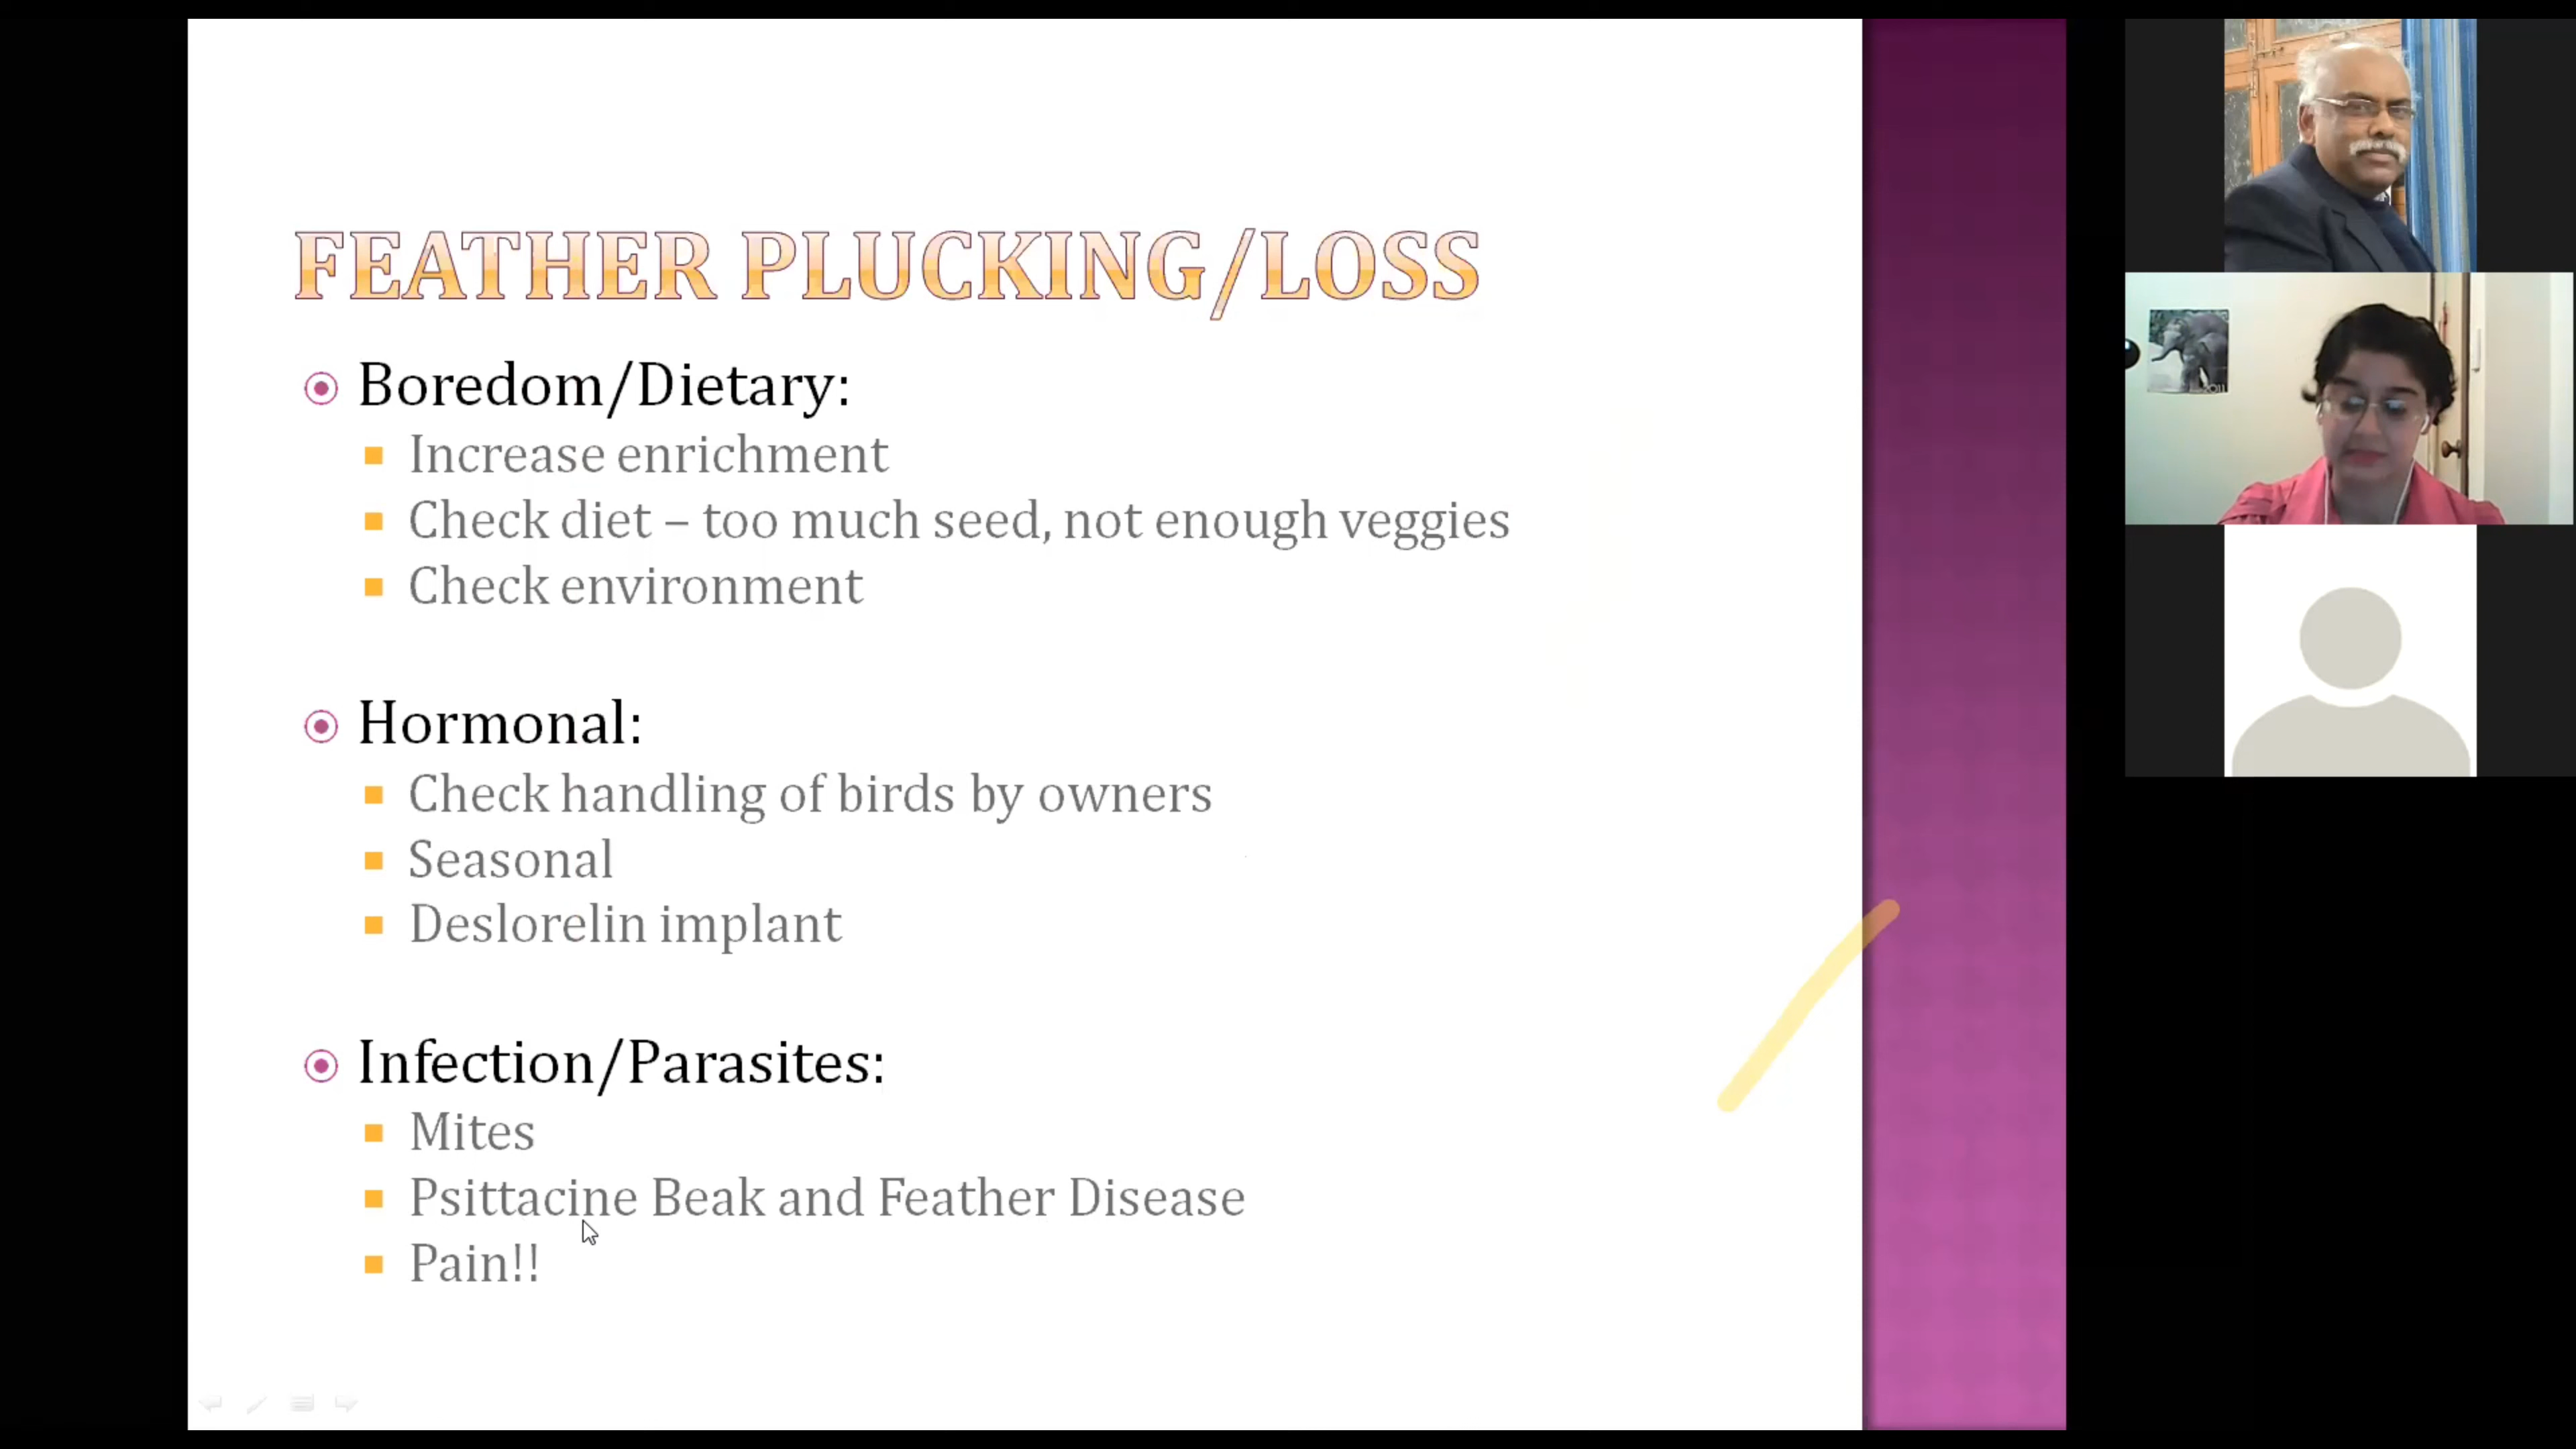 FEATHER PLUCKING/LOSS
Boredom/Dietary:
Increase enrichment
Check diet – too much seed, not enough veggies
Check environment
Hormonal:
Check handling of birds by owners
Seasonal
Deslorelin implant
Infection/Parasites:
Mites
Psittacine Beak and Feather Disease
Pain!!
2011